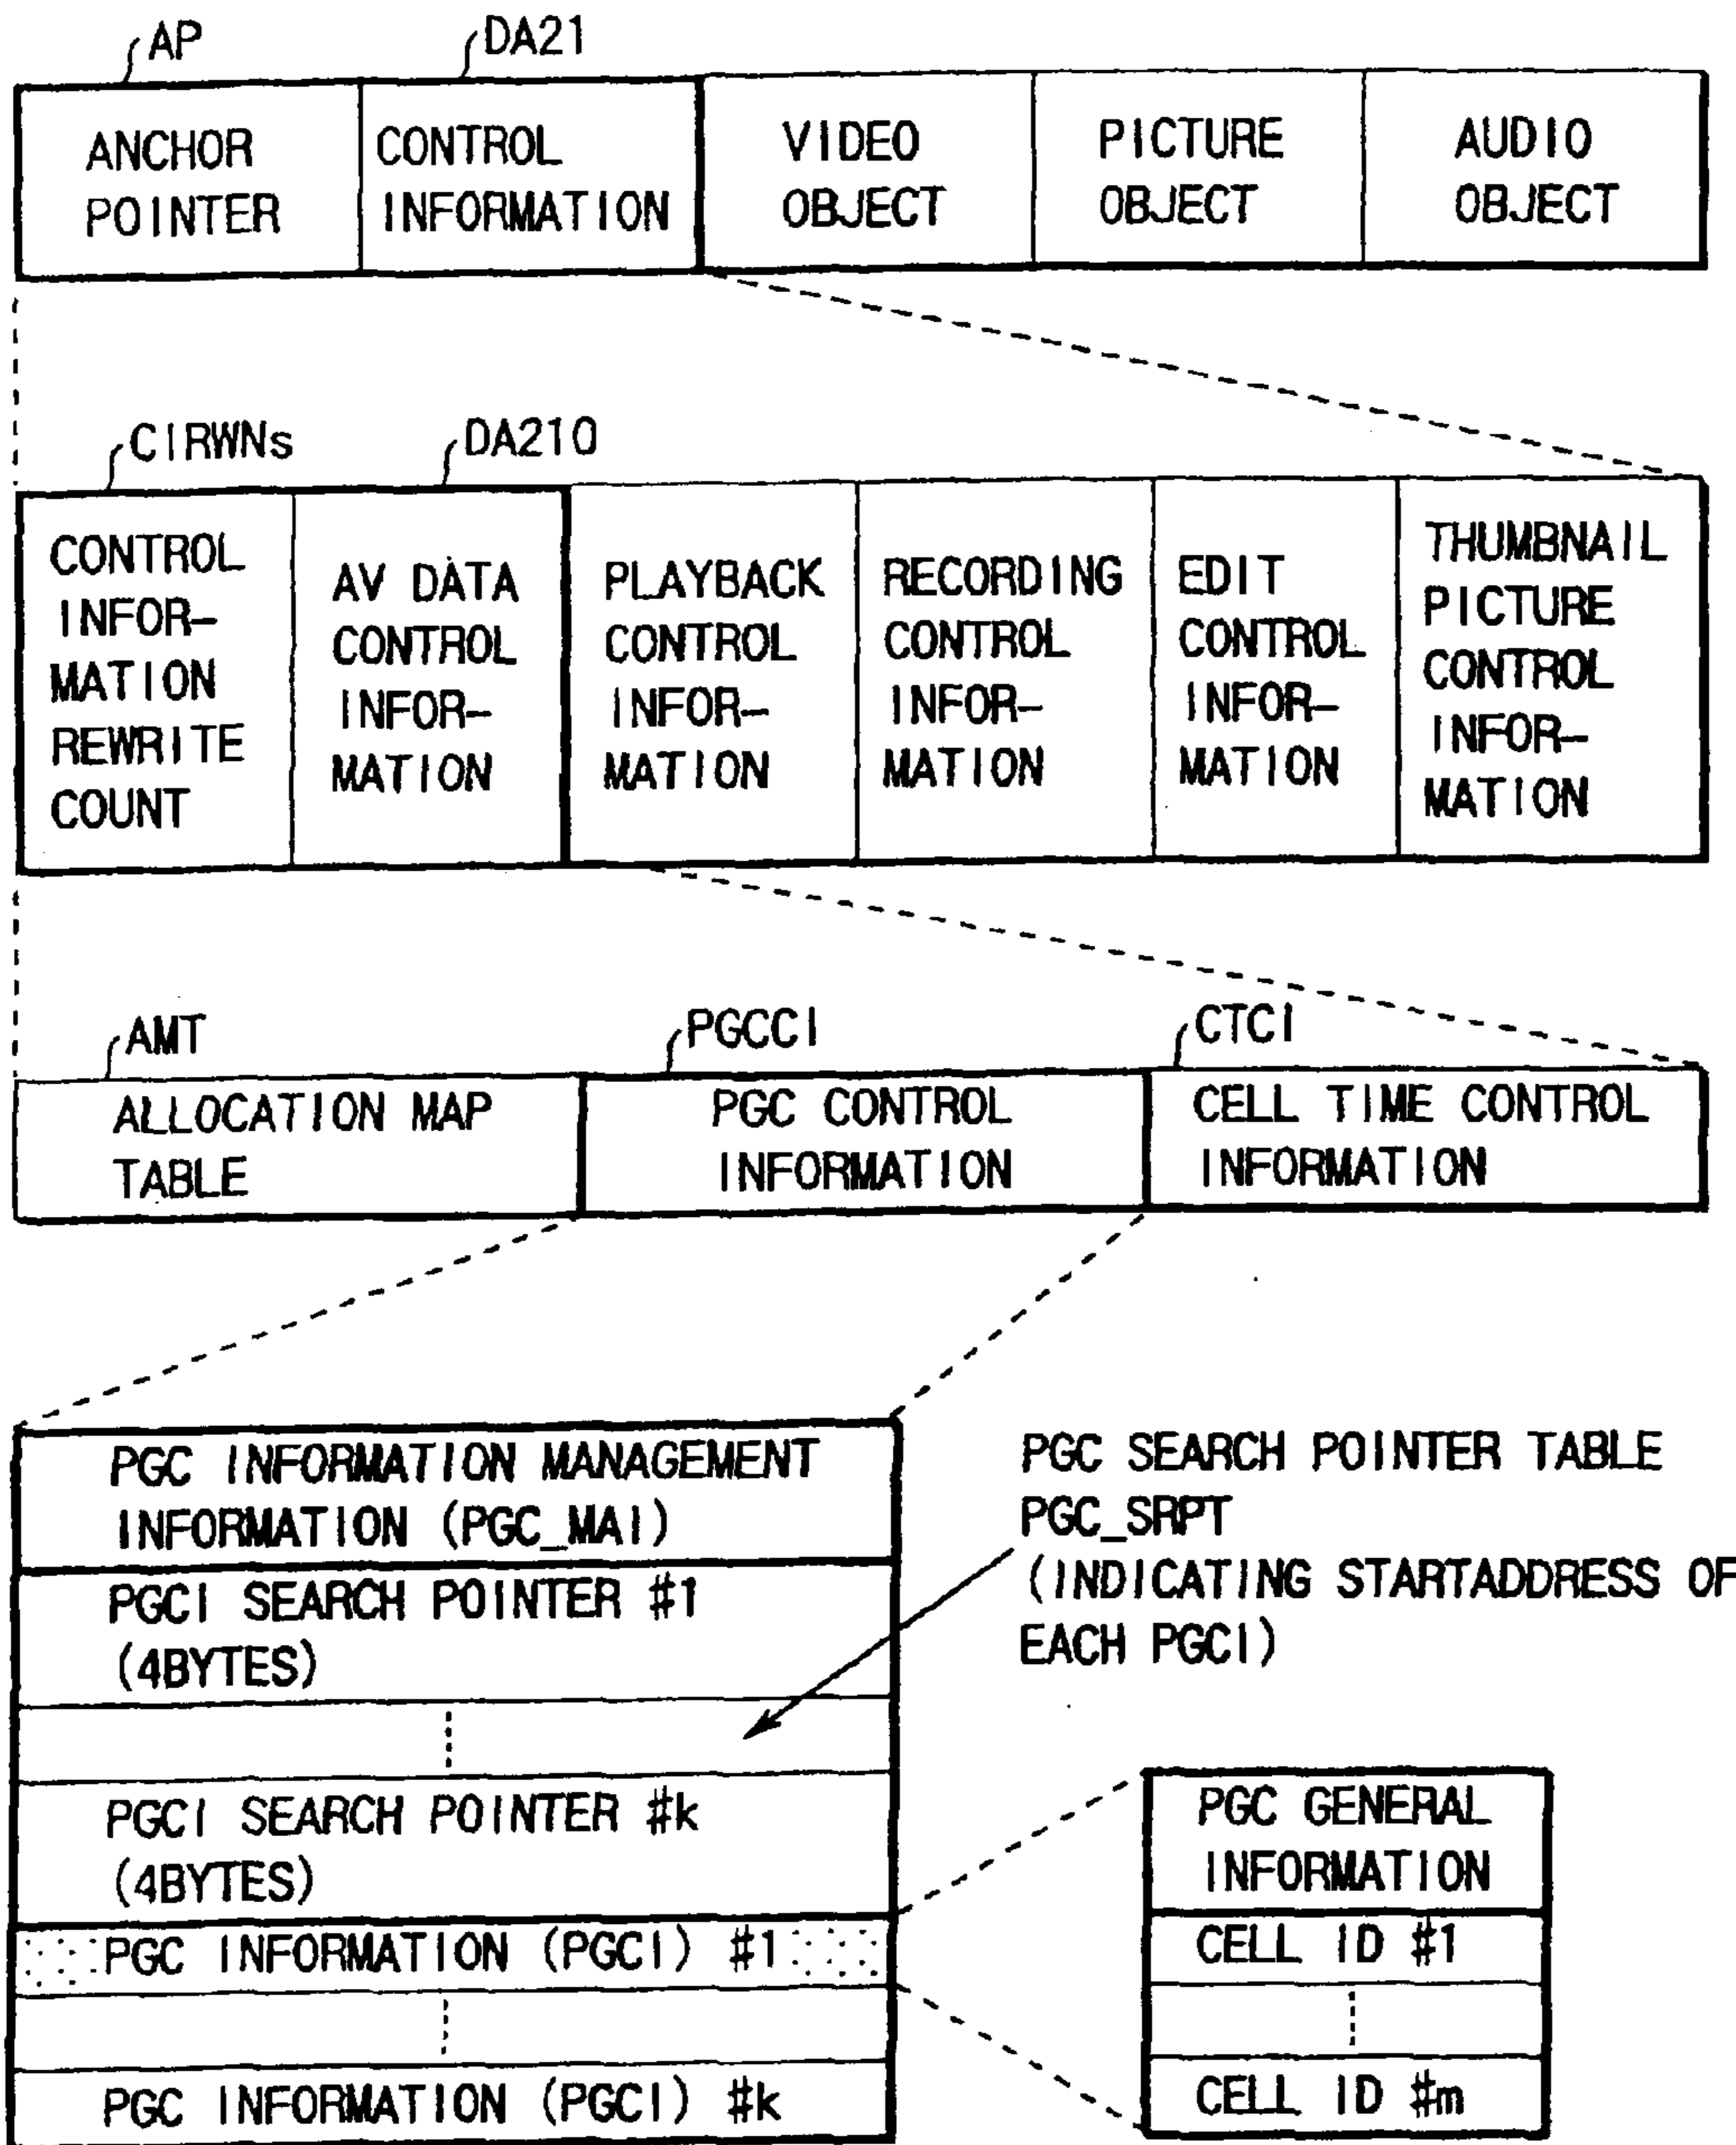 AP
DA21
ANCHOR
POINTER
CONTROL
INFORMATION
VIDEO
OBJECT
PICTURE
OBJECT
AUDIO
OBJECT
CIRWNs
DA210
CONTROL
INFOR-
MATION
REWRITE
COUNT
AV DATA
CONTROL
INFOR-
MATION
PLAYBACK
CONTROL
INFOR-
MATION
RECORDING
CONTROL
INFOR-
MATION
EDIT
CONTROL
INFOR-
MATION
THUMBNAIL
PICTURE
CONTROL
INFOR-
MATION
AMT
PGCCI
CTCI
ALLOCATION MAP
TABLE
PGC CONTROL
INFORMATION
CELL TIME CONTROL
INFORMATION
PGC INFORMATION MANAGEMENT
INFORMATION (PGC_MAI)
PGCI SEARCH POINTER #1
(4BYTES)
PGCI SEARCH POINTER #k
(4BYTES)
PGC INFORMATION (PGCI) #1
PGC INFORMATION (PGCI) #k
PGC SEARCH POINTER TABLE
PGC_SRPT
(INDICATING STARTADDRESS OF
EACH PGCI)
PGC GENERAL
INFORMATION
CELL ID #1
CELL ID #m